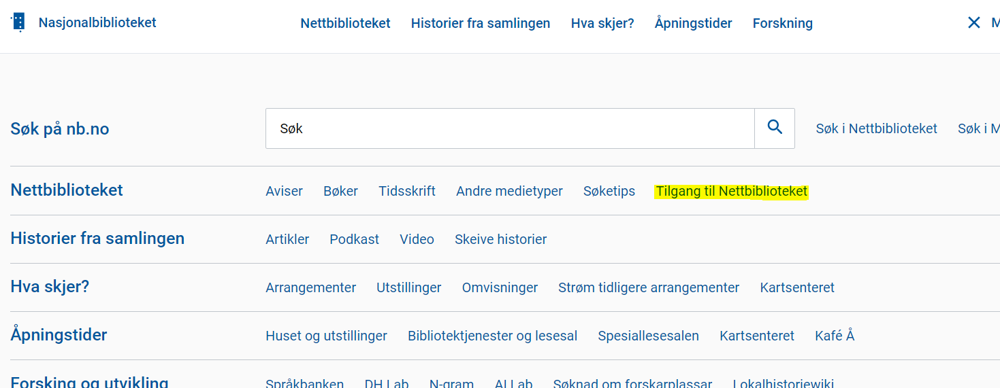 Nasjonalbiblioteket Nettbiblioteket Historier fra samlingen Hva skjer? Åpningstider Forskning
Søk på nb.no Søk Søk i Nettbiblioteket Søk i
Nettbiblioteket Aviser Bøker Tidsskrift Andre medietyper Søketips Tilgang til Nettbiblioteket
Historier fra samlingen Artikler Podkast Video Skeive historier
Hva skjer? Arrangementer Utstillinger Omvisninger Strøm tidligere arrangementer Kartsenteret
Åpningstider Huset og utstillinger Bibliotektjenester og lesesal Spesiallesesalen Kartsenteret Kafé Å
Forsking og utvikling Språkbanken DH Lab N-gram AI Lab Søknad om forskarplassar Lokalhistoriewiki